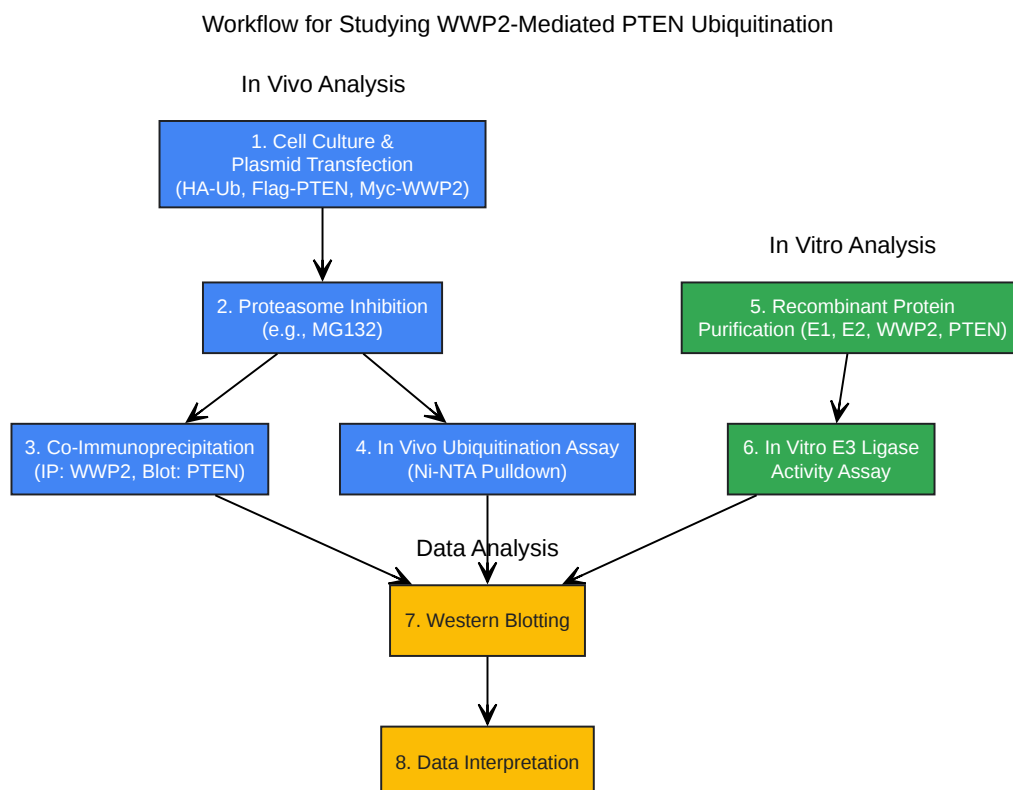 Workflow for Studying WWP2-Mediated PTEN Ubiquitination
In Vivo Analysis
1. Cell Culture &
Plasmid Transfection
(HA-Ub, Flag-PTEN, Myc-WWP2)
In Vitro Analysis
2. Proteasome Inhibition
(e.g., MG132)
5. Recombinant Protein
Purification (E1, E2, WWP2, PTEN)
3. Co-Immunoprecipitation
(IP: WWP2, Blot: PTEN)
4. In Vivo Ubiquitination Assay
(Ni-NTA Pulldown)
6. In Vitro E3 Ligase
Activity Assay
Data Analysis
7. Western Blotting
8. Data Interpretation